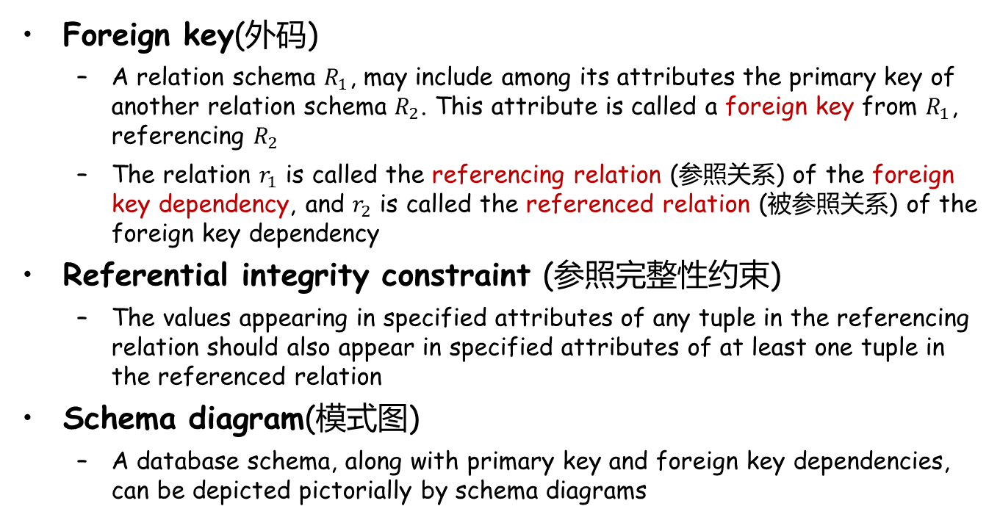 • Foreign key(外码)
– A relation schema R₁, may include among its attributes the primary key of
another relation schema R₂. This attribute is called a foreign key from R₁,
referencing R₂
– The relation r₁ is called the referencing relation (参照关系) of the foreign
key dependency, and r₂ is called the referenced relation (被参照关系) of the
foreign key dependency
• Referential integrity constraint (参照完整性约束)
– The values appearing in specified attributes of any tuple in the referencing
relation should also appear in specified attributes of at least one tuple in
the referenced relation
• Schema diagram(模式图)
– A database schema, along with primary key and foreign key dependencies,
can be depicted pictorially by schema diagrams